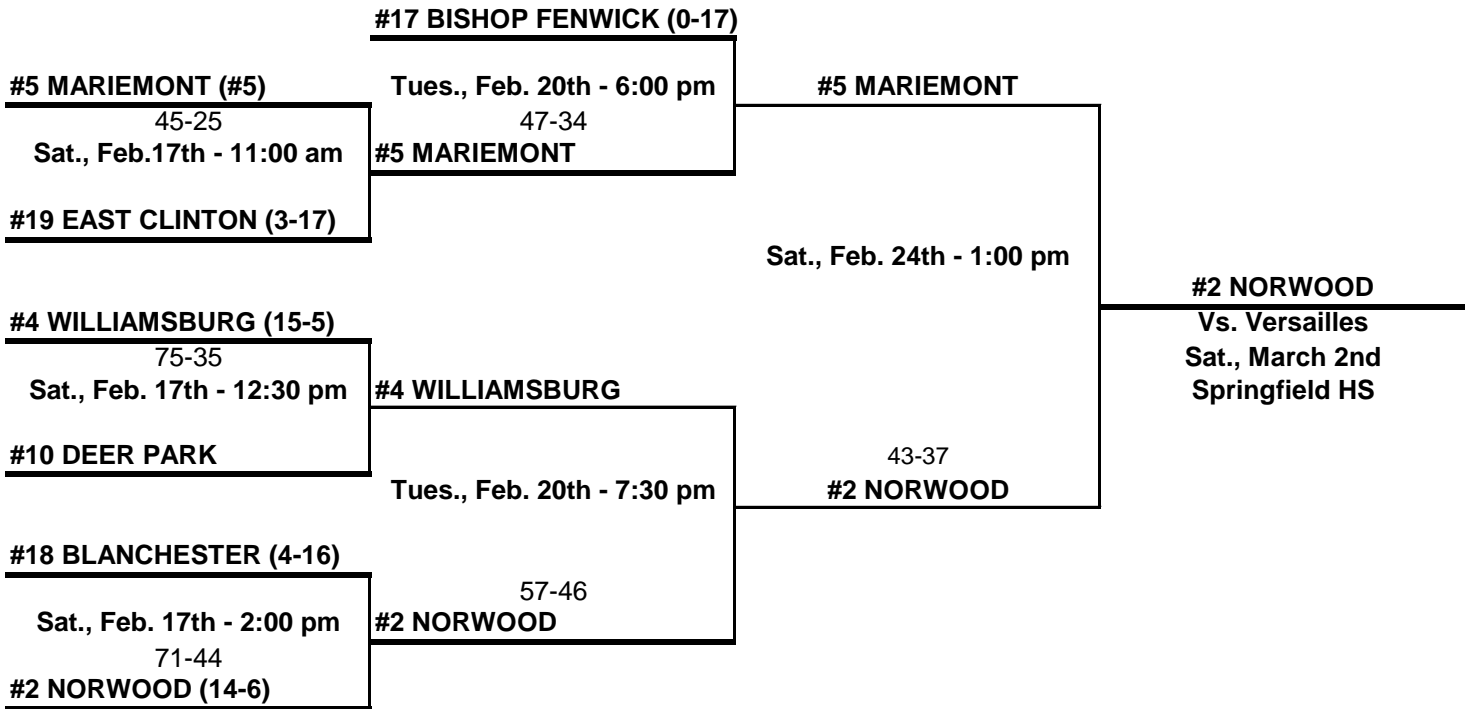 #17 BISHOP FENWICK (0-17)
#5 MARIEMONT (#5)
45-25
Sat., Feb.17th - 11:00 am
#19 EAST CLINTON (3-17)
Tues., Feb. 20th - 6:00 pm
47-34
#5 MARIEMONT
#5 MARIEMONT
Sat., Feb. 24th - 1:00 pm
#2 NORWOOD
Vs. Versailles
Sat., March 2nd
Springfield HS
#4 WILLIAMSBURG (15-5)
75-35
Sat., Feb. 17th - 12:30 pm
#10 DEER PARK
#4 WILLIAMSBURG
Tues., Feb. 20th - 7:30 pm
43-37
#2 NORWOOD
#18 BLANCHESTER (4-16)
Sat., Feb. 17th - 2:00 pm
71-44
#2 NORWOOD (14-6)
57-46
#2 NORWOOD